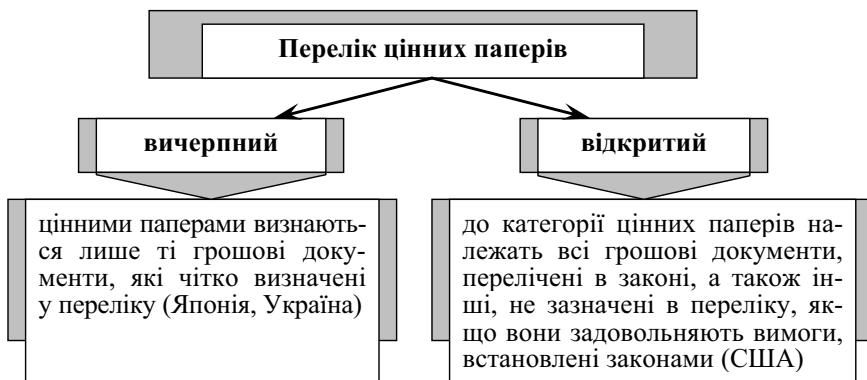 Перелік цінних паперів
вичерпний
відкритий
цінними паперами визнають-
ся лише ті грошові доку-
менти, які чітко визначені
у переліку (Японія, Україна)
до категорії цінних паперів на-
лежать всі грошові документи,
перелічені в законі, а також ін-
ші, не зазначені в переліку, як-
що вони задовольняють вимоги,
встановлені законами (США)